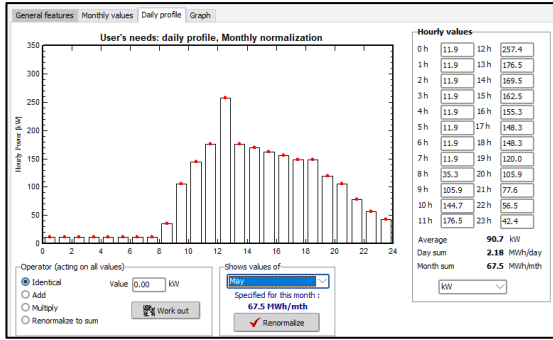 General features Monthly values Daily profile Graph
User's needs: daily profile, Monthly normalization
Hourly Power [kW]
350
300
250
200
150
100
50
0
0 2 4 6 8 10 12 14 16 18 20 22 24
Hourly values
0 h 11.9 12 h 257.4
1 h 11.9 13 h 176.5
2 h 11.9 14 h 169.5
3 h 11.9 15 h 162.5
4 h 11.9 16 h 155.3
5 h 11.9 17 h 148.3
6 h 11.9 18 h 148.3
7 h 11.9 19 h 120.0
8 h 35.3 20 h 105.9
9 h 105.9 21 h 77.6
10 h 144.7 22 h 56.5
11 h 176.5 23 h 42.4
Average 90.7 kW
Day sum 2.18 MWh/day
Month sum 67.5 MWh/mth
kW
Operator (acting on all values)
Identical
Add
Multiply
Renormalize to sum
Value 0.00 kW
Work out
Shows values of
May
Specified for this month :
67.5 MWh/mth
Renormalize